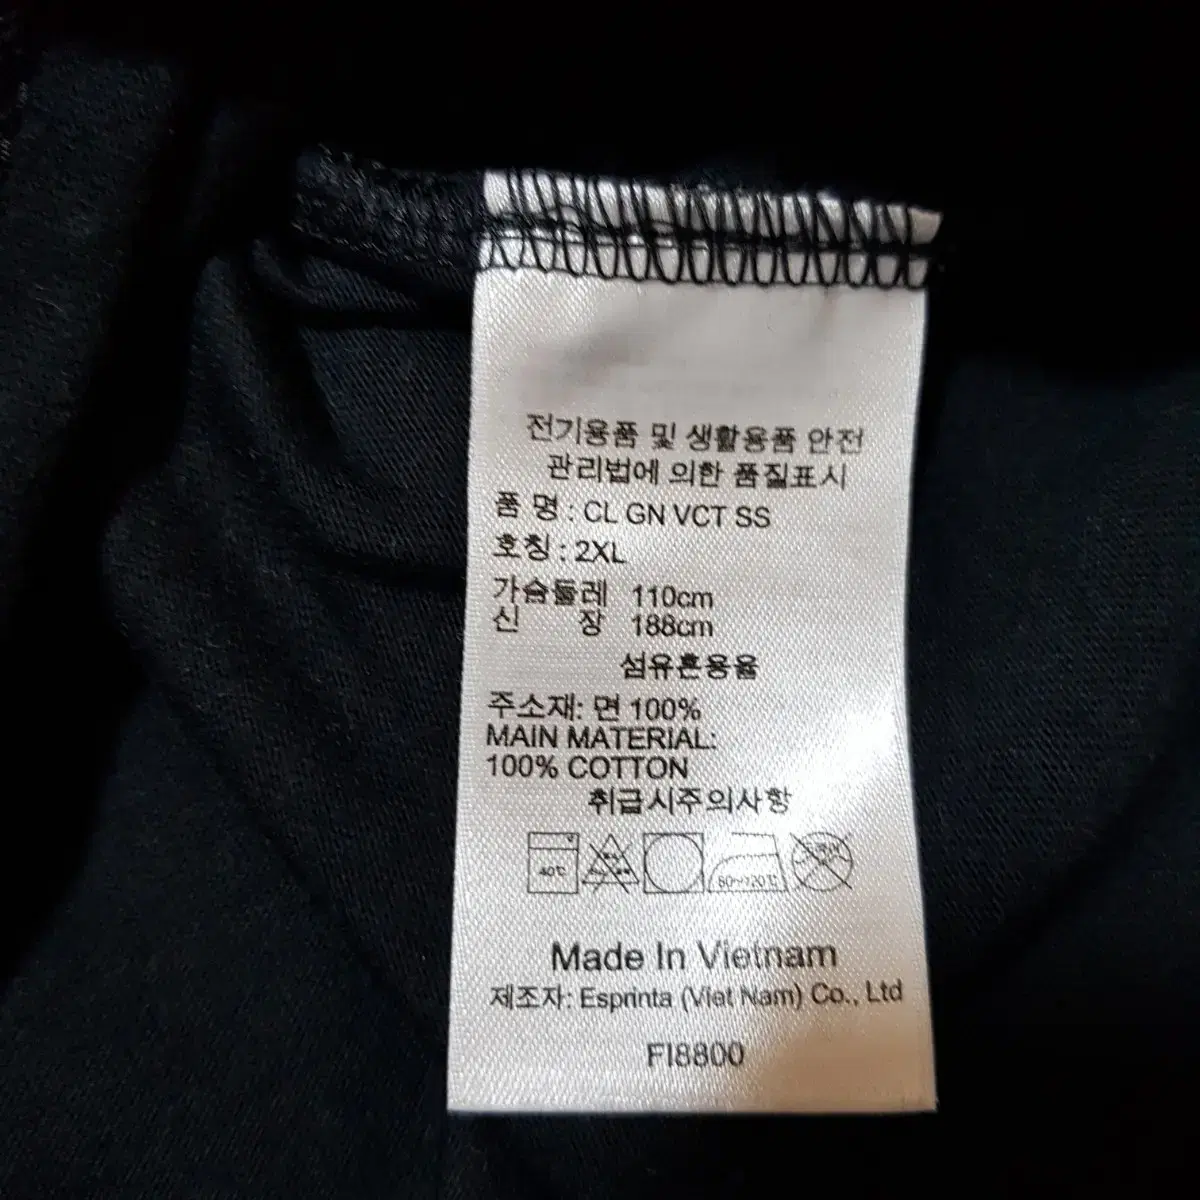 전기용품 및 생활용품 안전
관리법에 의한 품질표시
품 명 : CL GN VCT SS
호칭 : 2XL
가슴둘레 110cm
신 장 188cm
섬유혼용율
주소재: 면 100%
MAIN MATERIAL:
100% COTTON
취급시주의사항
40℃ 80~120℃
Made In Vietnam
제조자: Esprinta (Viet Nam) Co., Ltd
FI8800